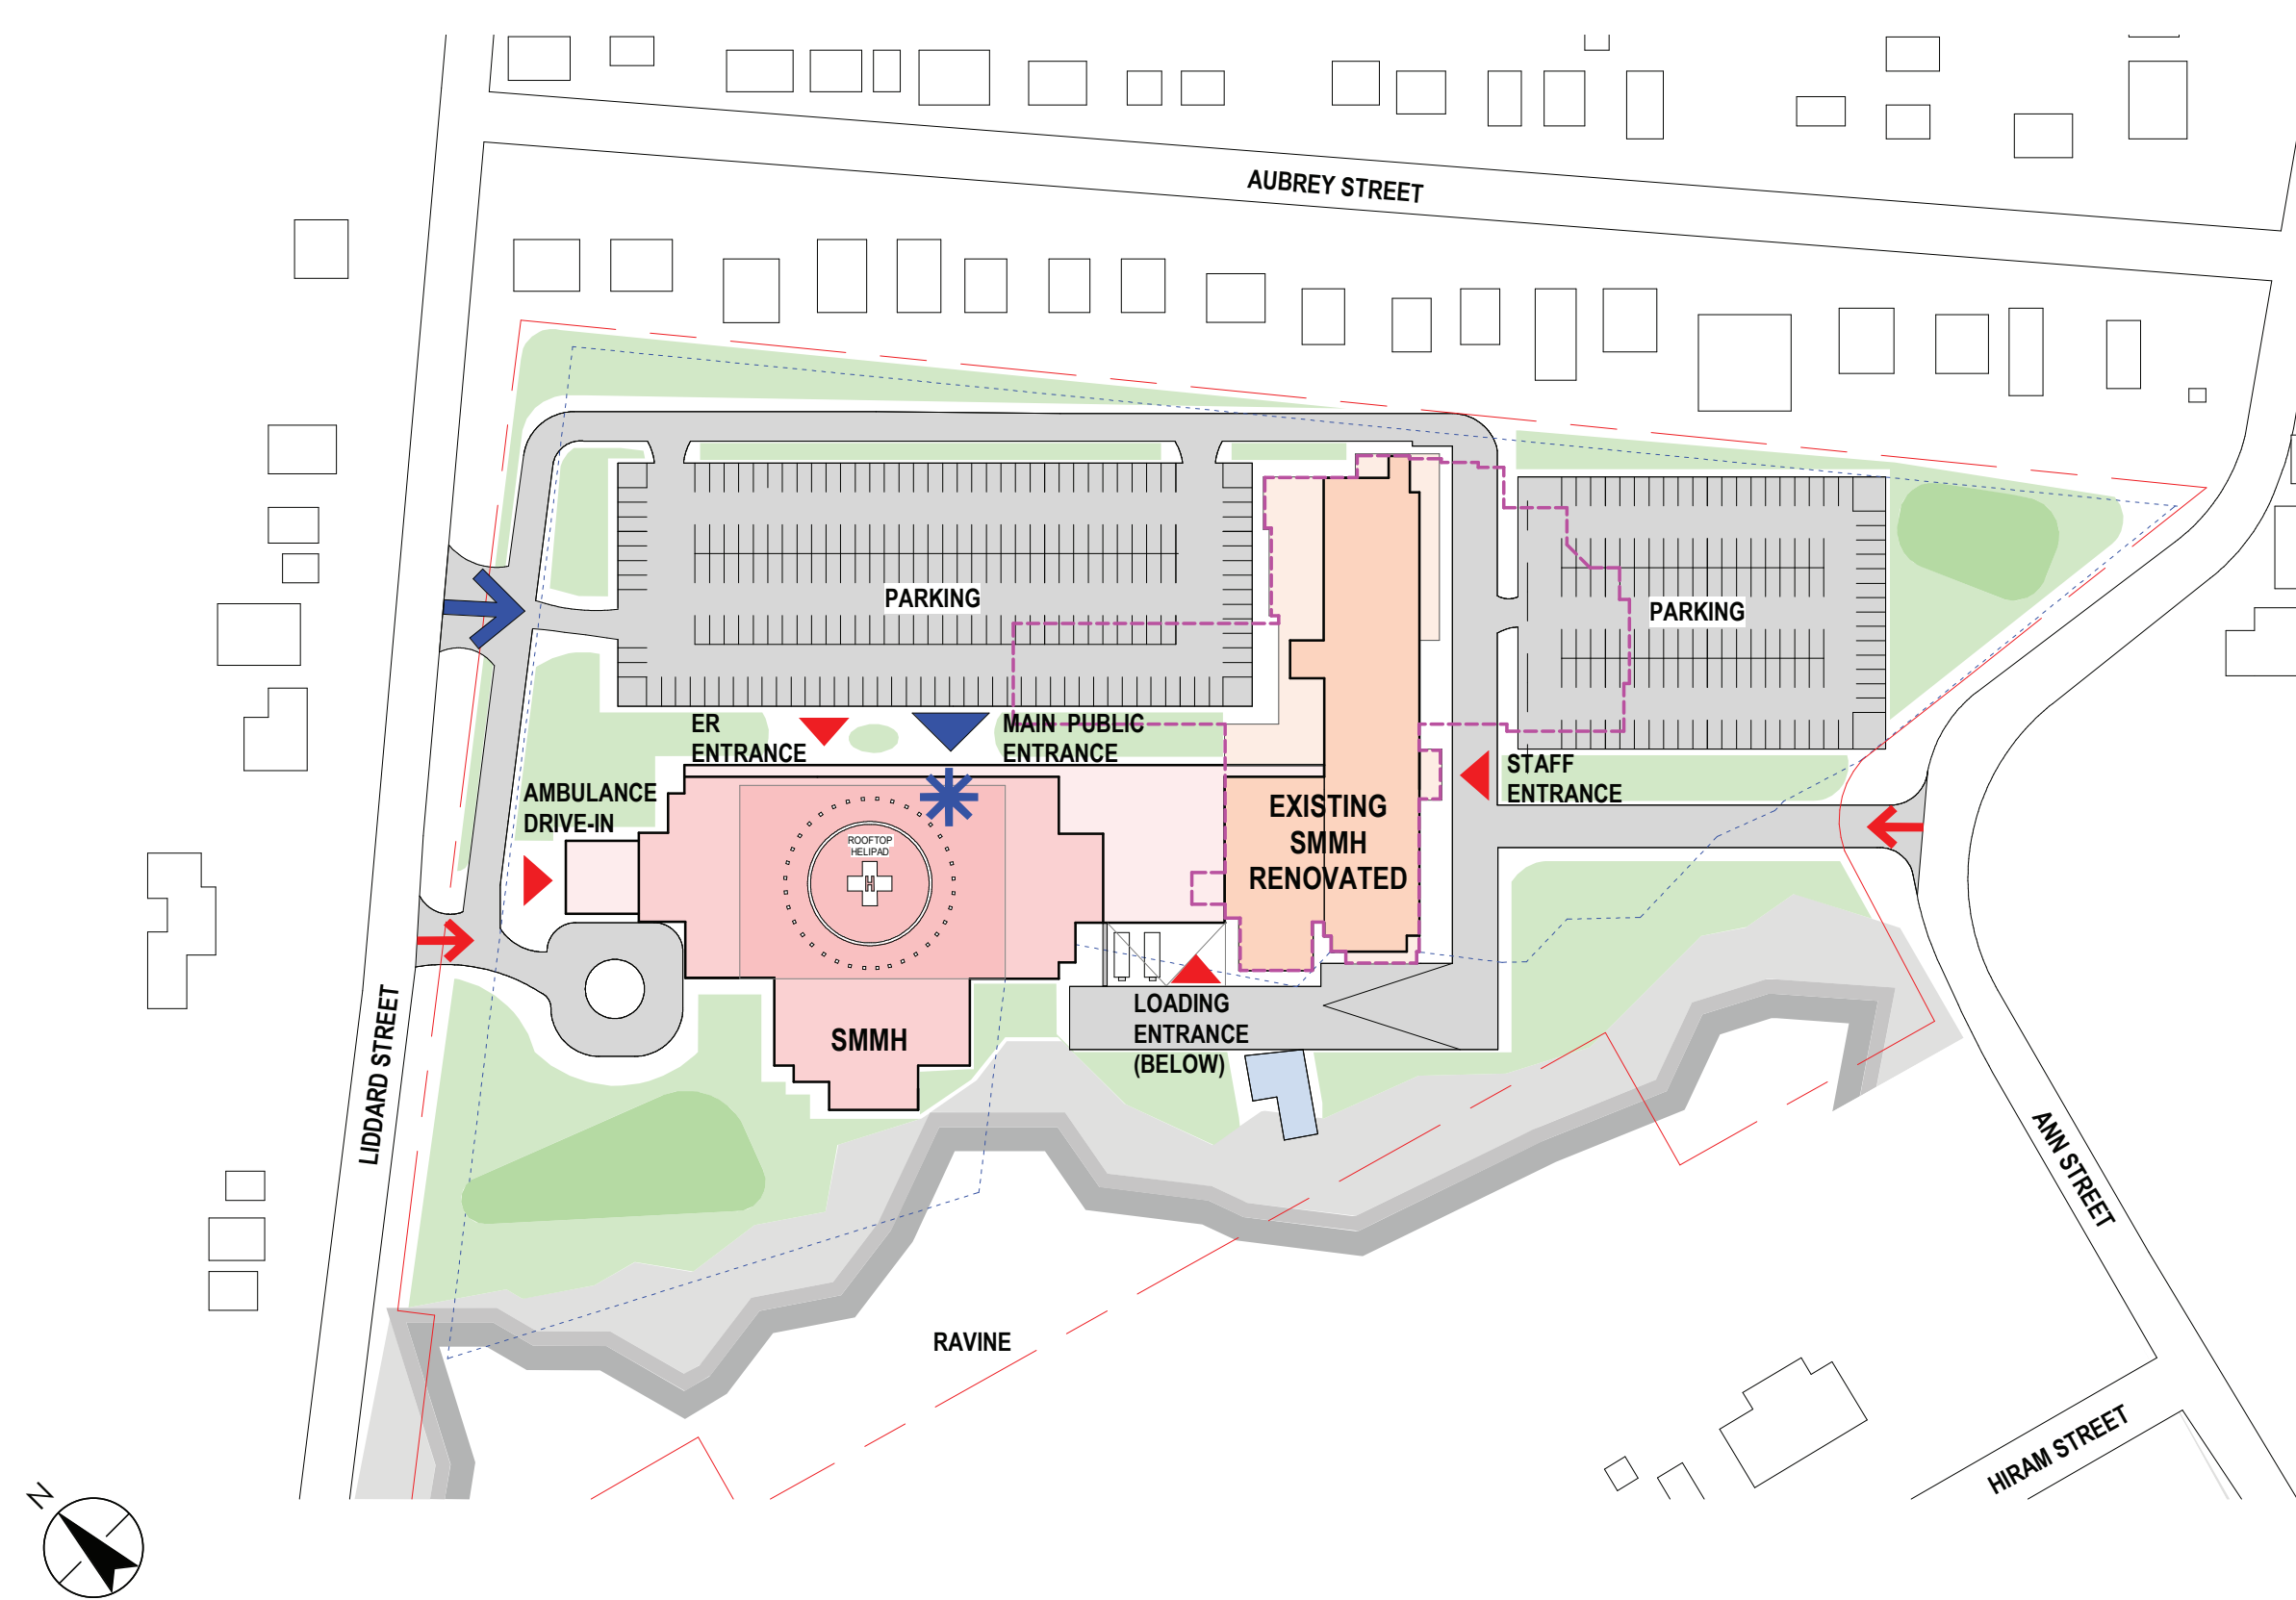 AUBREY STREET
PARKING
PARKING
ER
ENTRANCE
MAIN PUBLIC
ENTRANCE
STAFF
ENTRANCE
AMBULANCE
DRIVE-IN
EXISTING
SMMH
RENOVATED
ROOFTOP
HELIPAD
H
LOADING
ENTRANCE
(BELOW)
SMMH
LIDDARD STREET
ANN STREET
RAVINE
HIRAM STREET
N